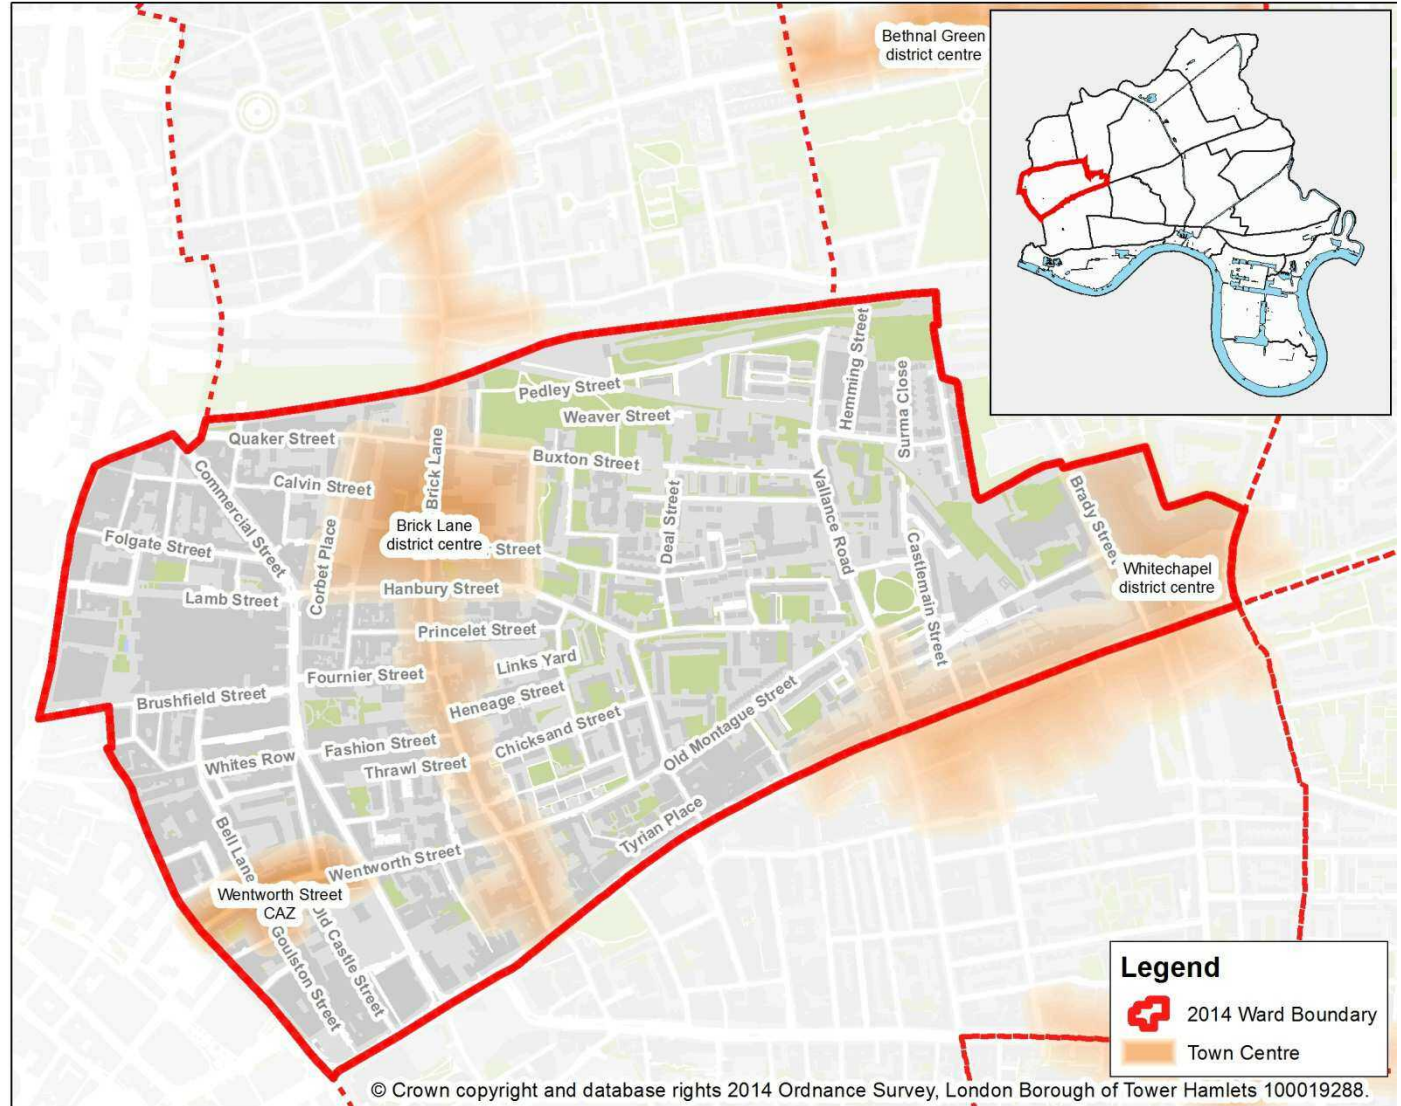 Bethnal Green
district centre
Pedley Street
Hemming Street
Surma Close
Weaver Street
Quaker Street
Brick Lane
Buxton Street
Commercial Street
Calvin Street
Vallance Road
Brady Street
Brick Lane
district centre
Street
Deal Street
Folgate Street
Corbet Place
Castlemain Street
Whitechapel
district centre
Lamb Street
Hanbury Street
Princelet Street
Links Yard
Fournier Street
Brushfield Street
Heneage Street
Chicksand Street
Old Montague Street
Fashion Street
Whites Row
Thrawl Street
Tyrian Place
Bell Lane
Wentworth Street
Wentworth Street
CAZ
Old Castle Street
Goulston Street
Legend
2014 Ward Boundary
Town Centre
© Crown copyright and database rights 2014 Ordnance Survey, London Borough of Tower Hamlets 100019288.